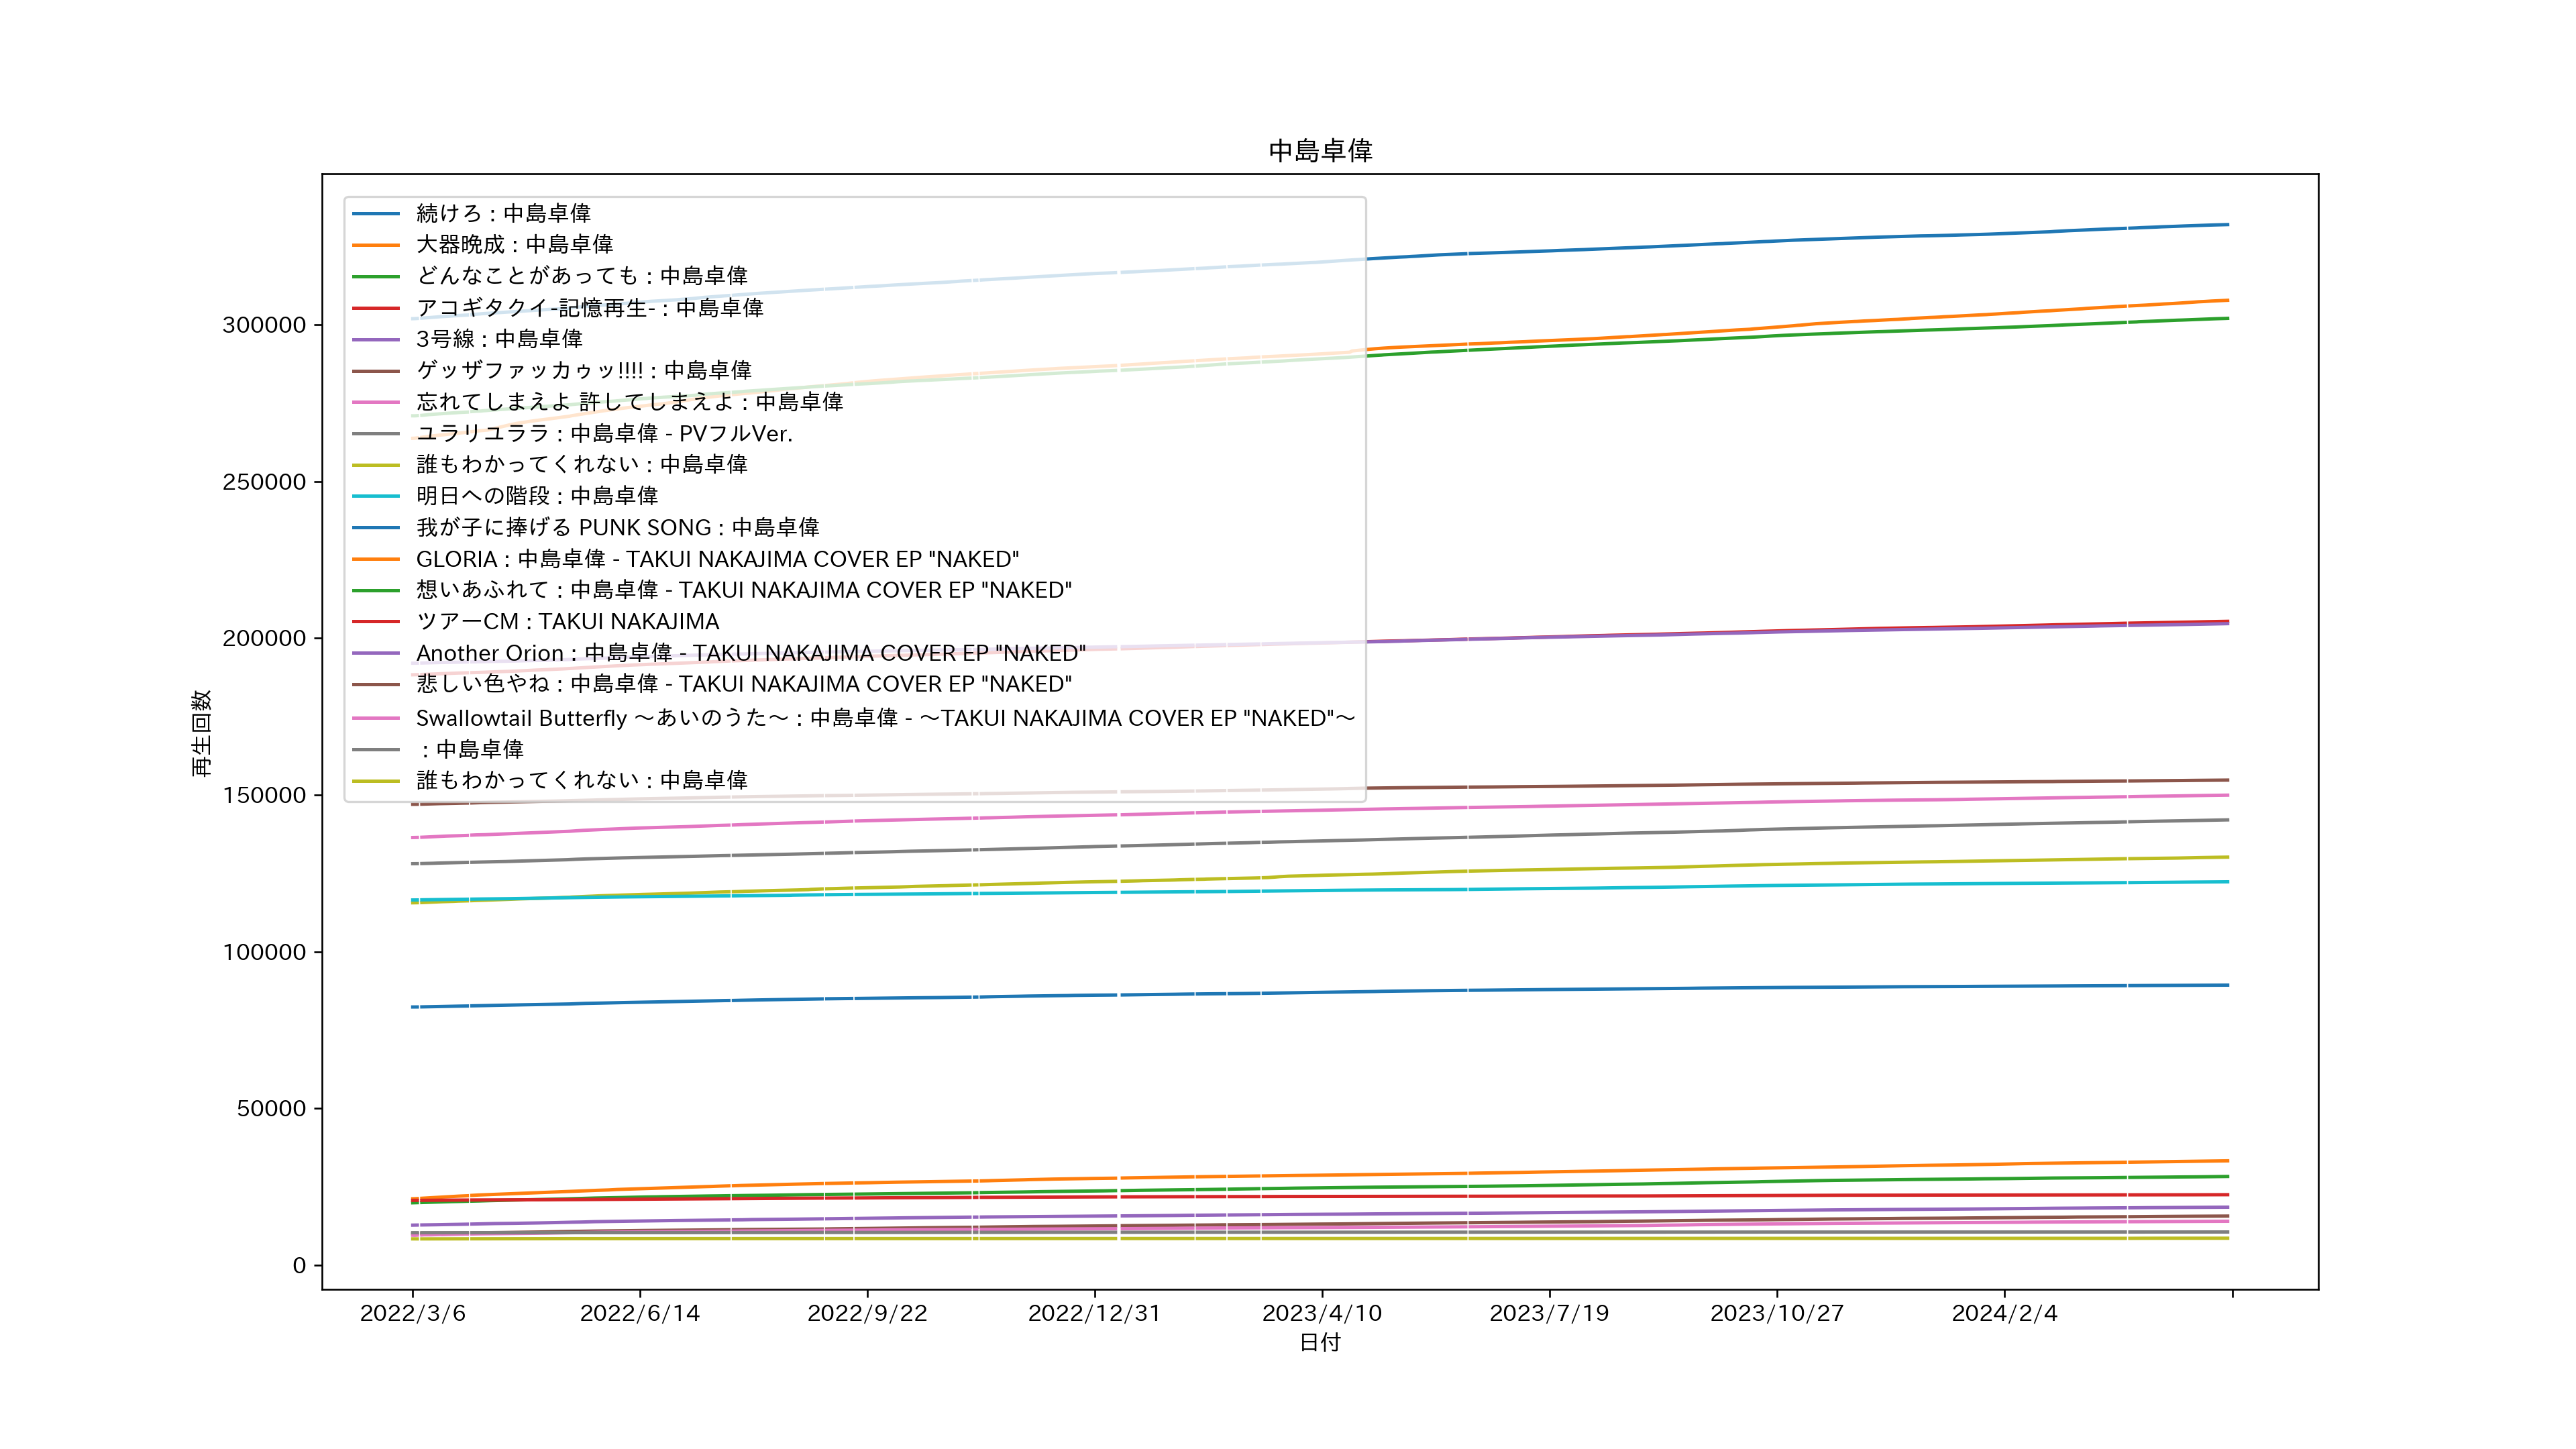 中島卓偉
続けろ : 中島卓偉
大器晩成 : 中島卓偉
どんなことがあっても : 中島卓偉
アコギタクイ-記憶再生- : 中島卓偉
3号線 : 中島卓偉
ゲッザファッカゥッ!!!! : 中島卓偉
忘れてしまえよ 許してしまえよ : 中島卓偉
ユラリユララ : 中島卓偉 - PVフルVer.
誰もわかってくれない : 中島卓偉
明日への階段 : 中島卓偉
我が子に捧げる PUNK SONG : 中島卓偉
GLORIA : 中島卓偉 - TAKUI NAKAJIMA COVER EP "NAKED"
想いあふれて : 中島卓偉 - TAKUI NAKAJIMA COVER EP "NAKED"
ツアーCM : TAKUI NAKAJIMA
Another Orion : 中島卓偉 - TAKUI NAKAJIMA COVER EP "NAKED"
悲しい色やね : 中島卓偉 - TAKUI NAKAJIMA COVER EP "NAKED"
Swallowtail Butterfly 〜あいのうた〜 : 中島卓偉 - 〜TAKUI NAKAJIMA COVER EP "NAKED"〜
: 中島卓偉
誰もわかってくれない : 中島卓偉
再生回数
300000
250000
200000
150000
100000
50000
0
2022/3/6
2022/6/14
2022/9/22
2022/12/31
2023/4/10
2023/7/19
2023/10/27
2024/2/4
日付